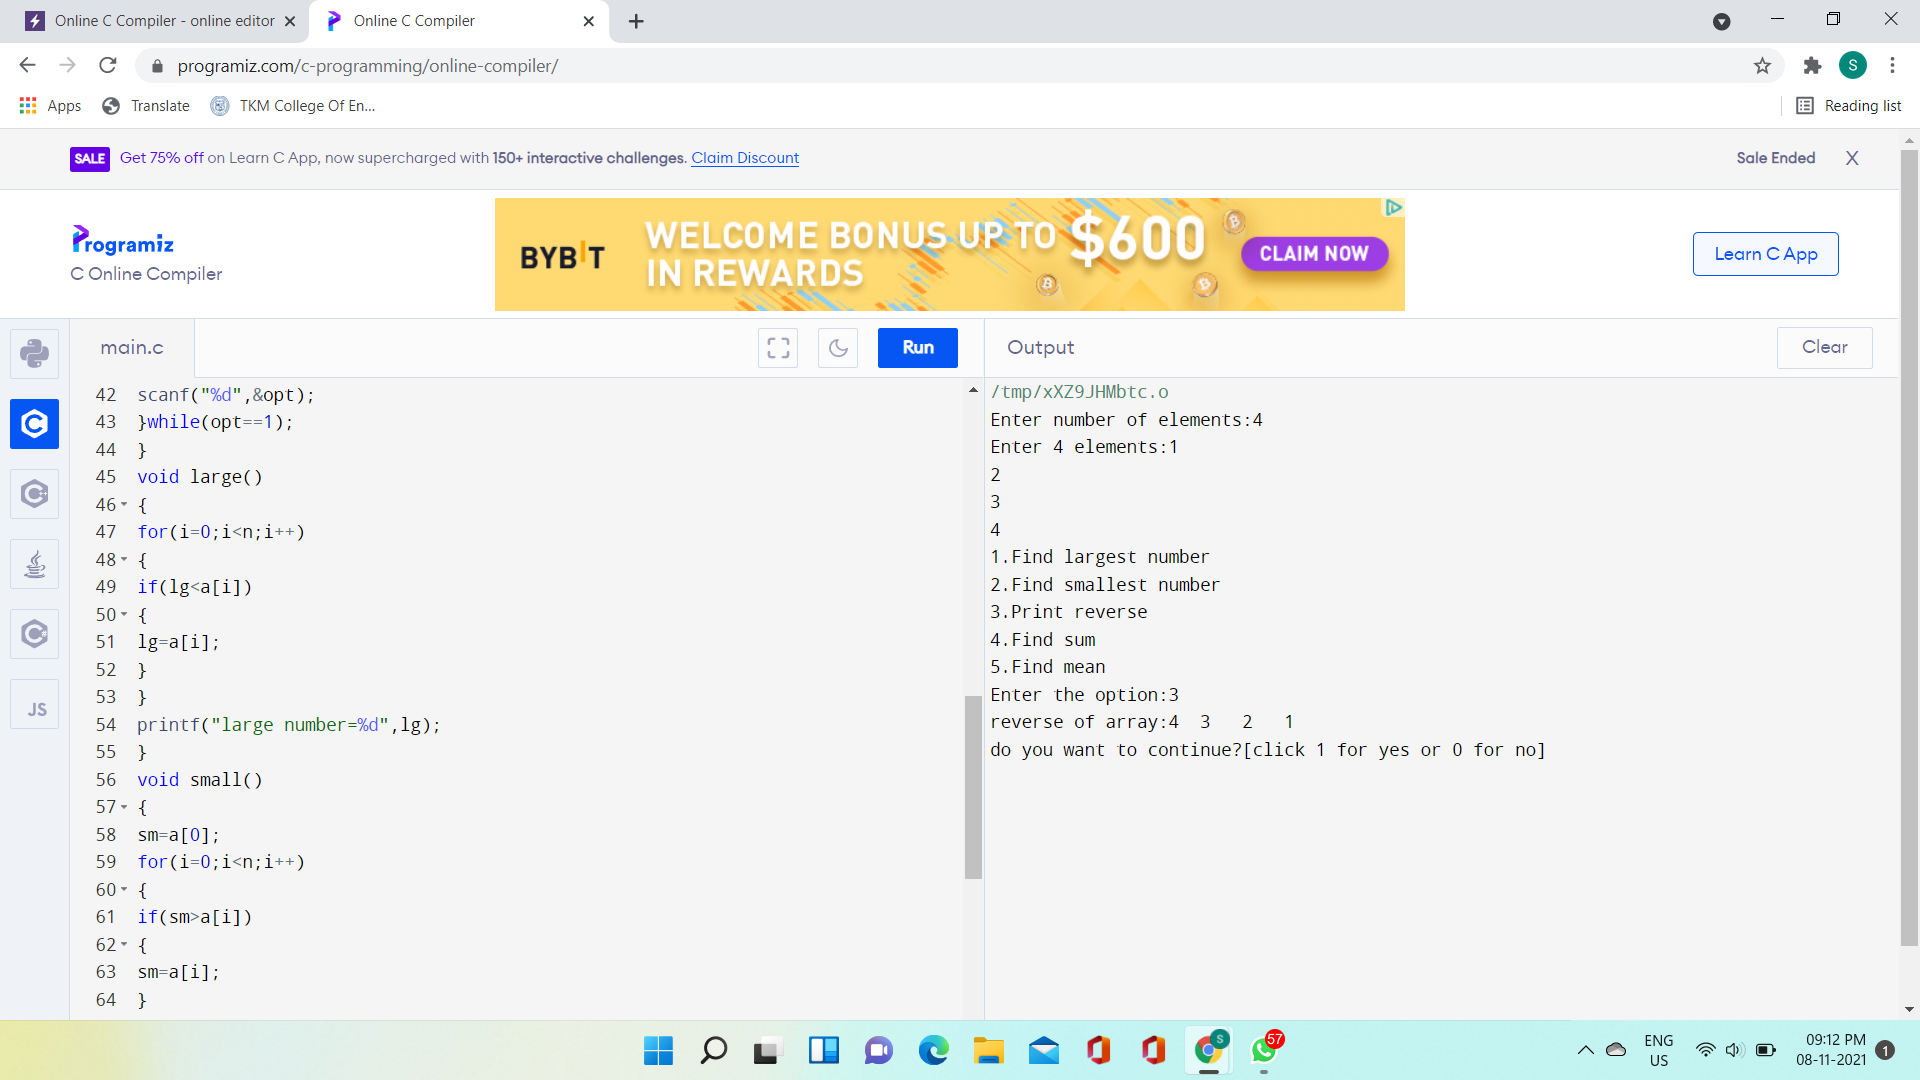 Online C Compiler - online editor
Online C Compiler
programiz.com/c-programming/online-compiler/
S
Apps
Translate
TKM College Of En...
Reading list
SALE Get 75% off on Learn C App, now supercharged with 150+ interactive challenges. Claim Discount
Sale Ended X
Programiz
C Online Compiler
BYBIT
WELCOME BONUS UP TO $600
IN REWARDS
CLAIM NOW
Learn C App
main.c
Run
Output
Clear
JS
42 scanf("%d",&opt);
43 }while(opt==1);
44 }
45 void large()
46 {
47 for(i=0;i<n;i++)
48 {
49 if(lg<a[i])
50 {
51 lg=a[i];
52 }
53 }
54 printf("large number=%d",lg);
55 }
56 void small()
57 {
58 sm=a[0];
59 for(i=0;i<n;i++)
60 {
61 if(sm>a[i])
62 {
63 sm=a[i];
64 }
/tmp/xXZ9JHMbtc.o
Enter number of elements:4
Enter 4 elements:1
2
3
4
1.Find largest number
2.Find smallest number
3.Print reverse
4.Find sum
5.Find mean
Enter the option:3
reverse of array:4  3   2   1
do you want to continue?[click 1 for yes or 0 for no]
S
57
ENG
US
09:12 PM
08-11-2021
1